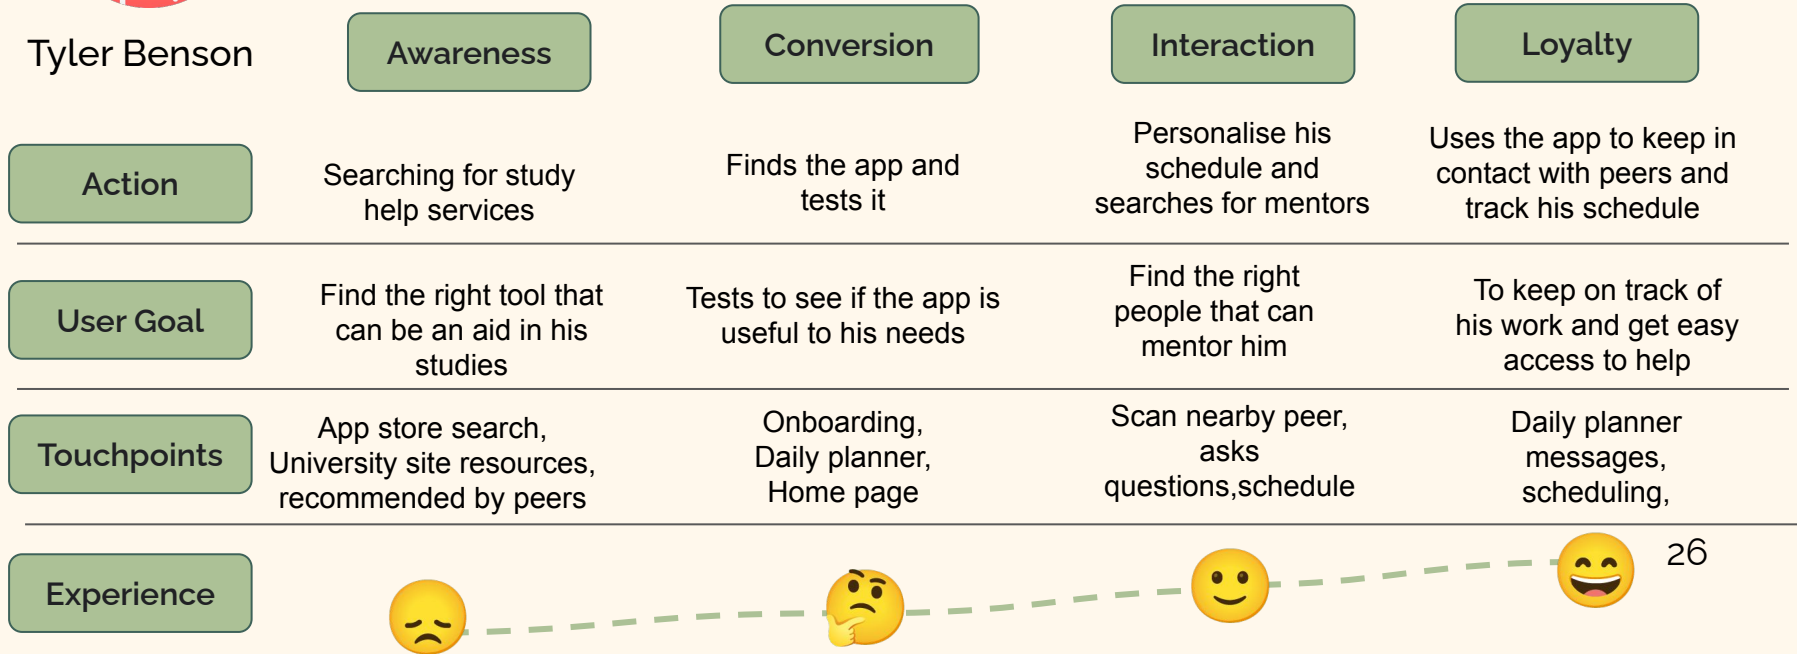 Tyler Benson
Awareness
Conversion
Interaction
Loyalty
Action
Searching for study
help services
Finds the app and
tests it
Personalise his
schedule and
searches for mentors
Uses the app to keep in
contact with peers and
track his schedule
User Goal
Find the right tool that
can be an aid in his
studies
Tests to see if the app is
useful to his needs
Find the right
people that can
mentor him
To keep on track of
his work and get easy
access to help
Touchpoints
App store search,
University site resources,
recommended by peers
Onboarding,
Daily planner,
Home page
Scan nearby peer,
asks
questions,schedule
Daily planner
messages,
scheduling,
Experience
26